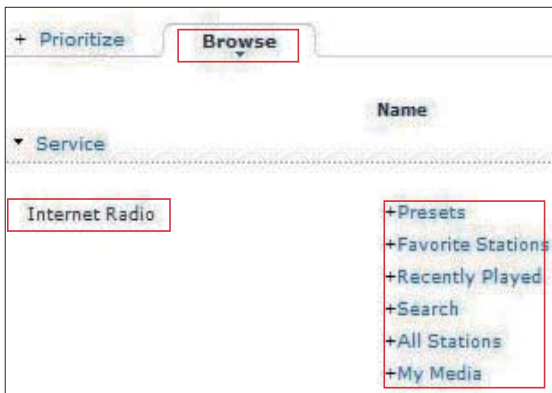 + Prioritize Browse
Name
Service
Internet Radio +Presets
+Favorite Stations
+Recently Played
+Search
+All Stations
+My Media